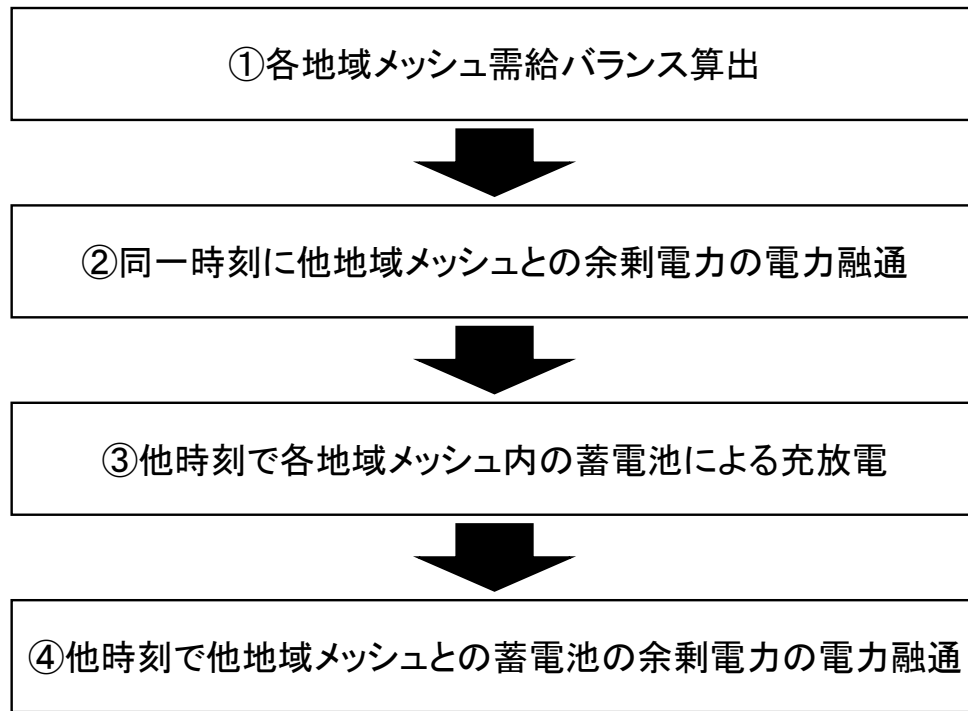 ①各地域メッシュ需給バランス算出
②同一時刻に他地域メッシュとの余剰電力の電力融通
③他時刻で各地域メッシュ内の蓄電池による充放電
④他時刻で他地域メッシュとの蓄電池の余剰電力の電力融通